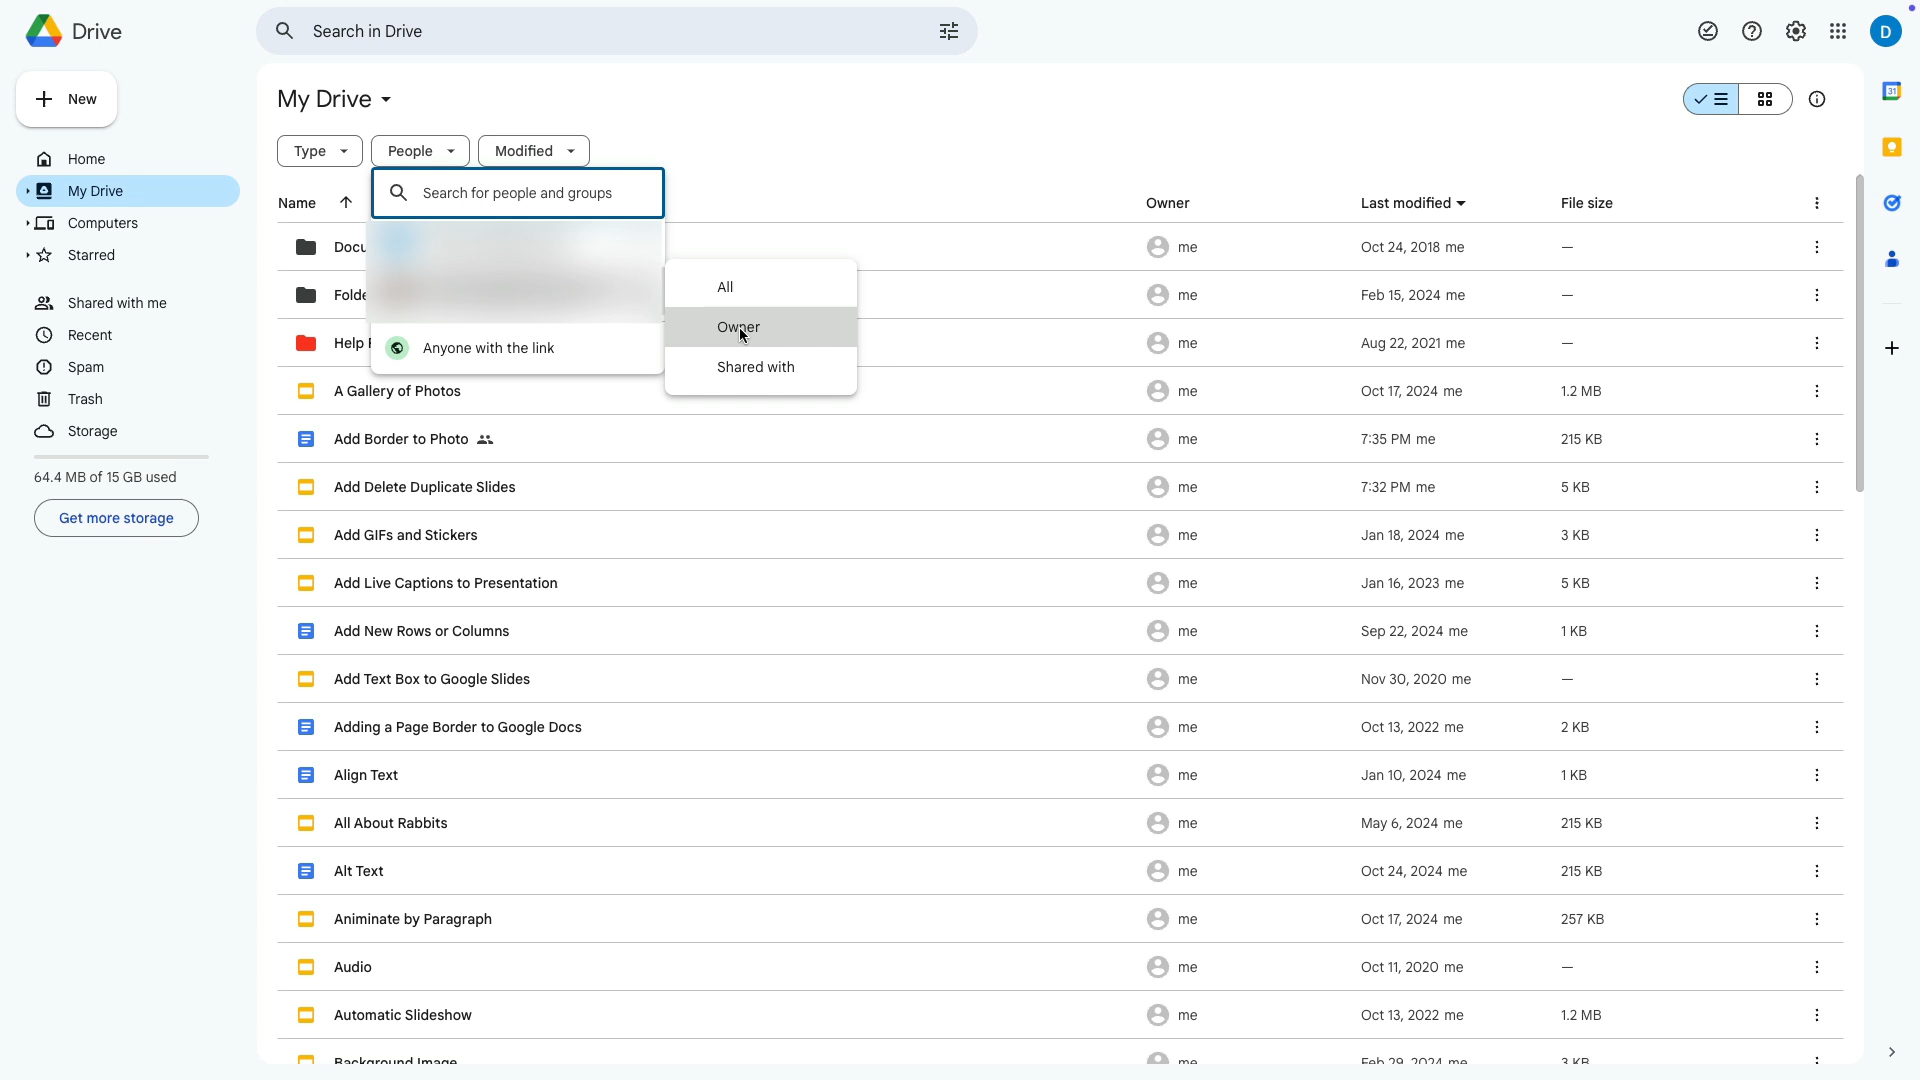 Drive
Search in Drive
D
New
My Drive
Type
People
Modified
Home
My Drive
Computers
Starred
Shared with me
Recent
Spam
Trash
Storage
64.4 MB of 15 GB used
Get more storage
Search for people and groups
Anyone with the link
All
Owner
Shared with
Name Owner Last modified File size
Docu me Oct 24, 2018 me —
Folde me Feb 15, 2024 me —
Help me Aug 22, 2021 me —
A Gallery of Photos me Oct 17, 2024 me 1.2 MB
Add Border to Photo me 7:35 PM me 215 KB
Add Delete Duplicate Slides me 7:32 PM me 5 KB
Add GIFs and Stickers me Jan 18, 2024 me 3 KB
Add Live Captions to Presentation me Jan 16, 2023 me 5 KB
Add New Rows or Columns me Sep 22, 2024 me 1 KB
Add Text Box to Google Slides me Nov 30, 2020 me —
Adding a Page Border to Google Docs me Oct 13, 2022 me 2 KB
Align Text me Jan 10, 2024 me 1 KB
All About Rabbits me May 6, 2024 me 215 KB
Alt Text me Oct 24, 2024 me 215 KB
Animinate by Paragraph me Oct 17, 2024 me 257 KB
Audio me Oct 11, 2020 me —
Automatic Slideshow me Oct 13, 2022 me 1.2 MB
Background Image me Feb 29, 2024 me 3 KB
31